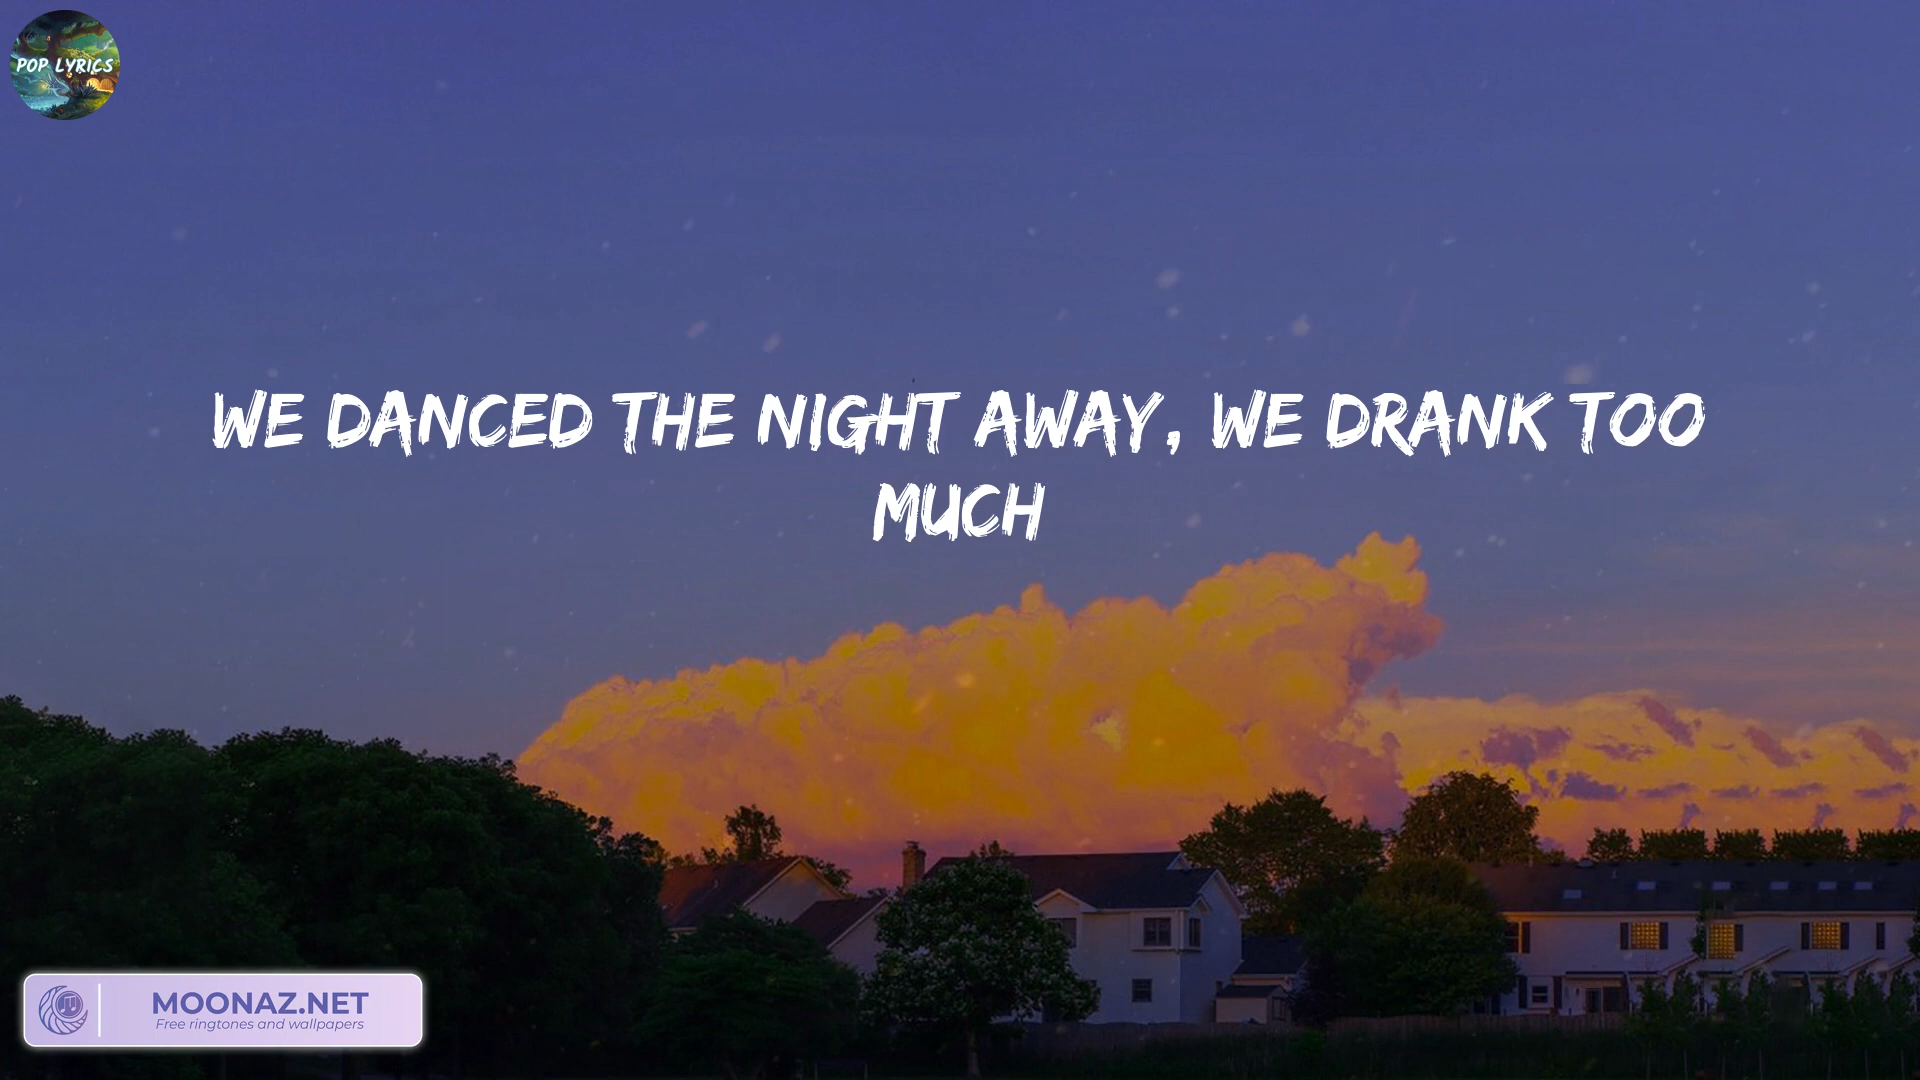 POP LYRICS
WE DANCED THE NIGHT AWAY, WE DRANK TOO
MUCH
MOONAZ.NET
Free ringtones and wallpapers